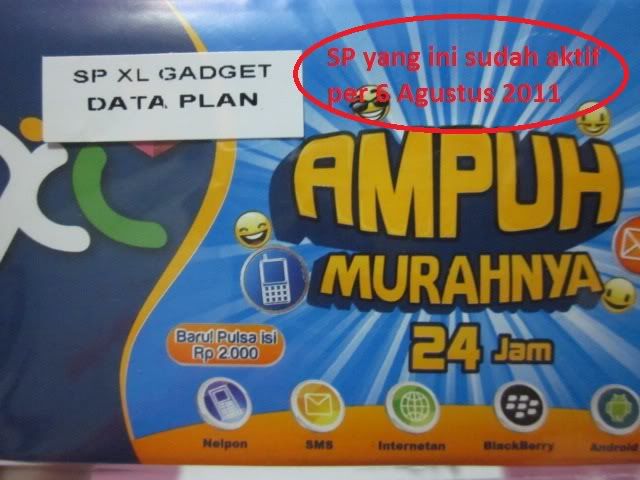 SP XL GADGET
DATA PLAN
SP yang ini sudah aktif
per 6 Agustus 2011
xl
AMPUH
MURAHNYA
24 Jam
Baru! Pulsa isi
Rp 2.000
Nelpon
SMS
Internetan
BlackBerry
Android